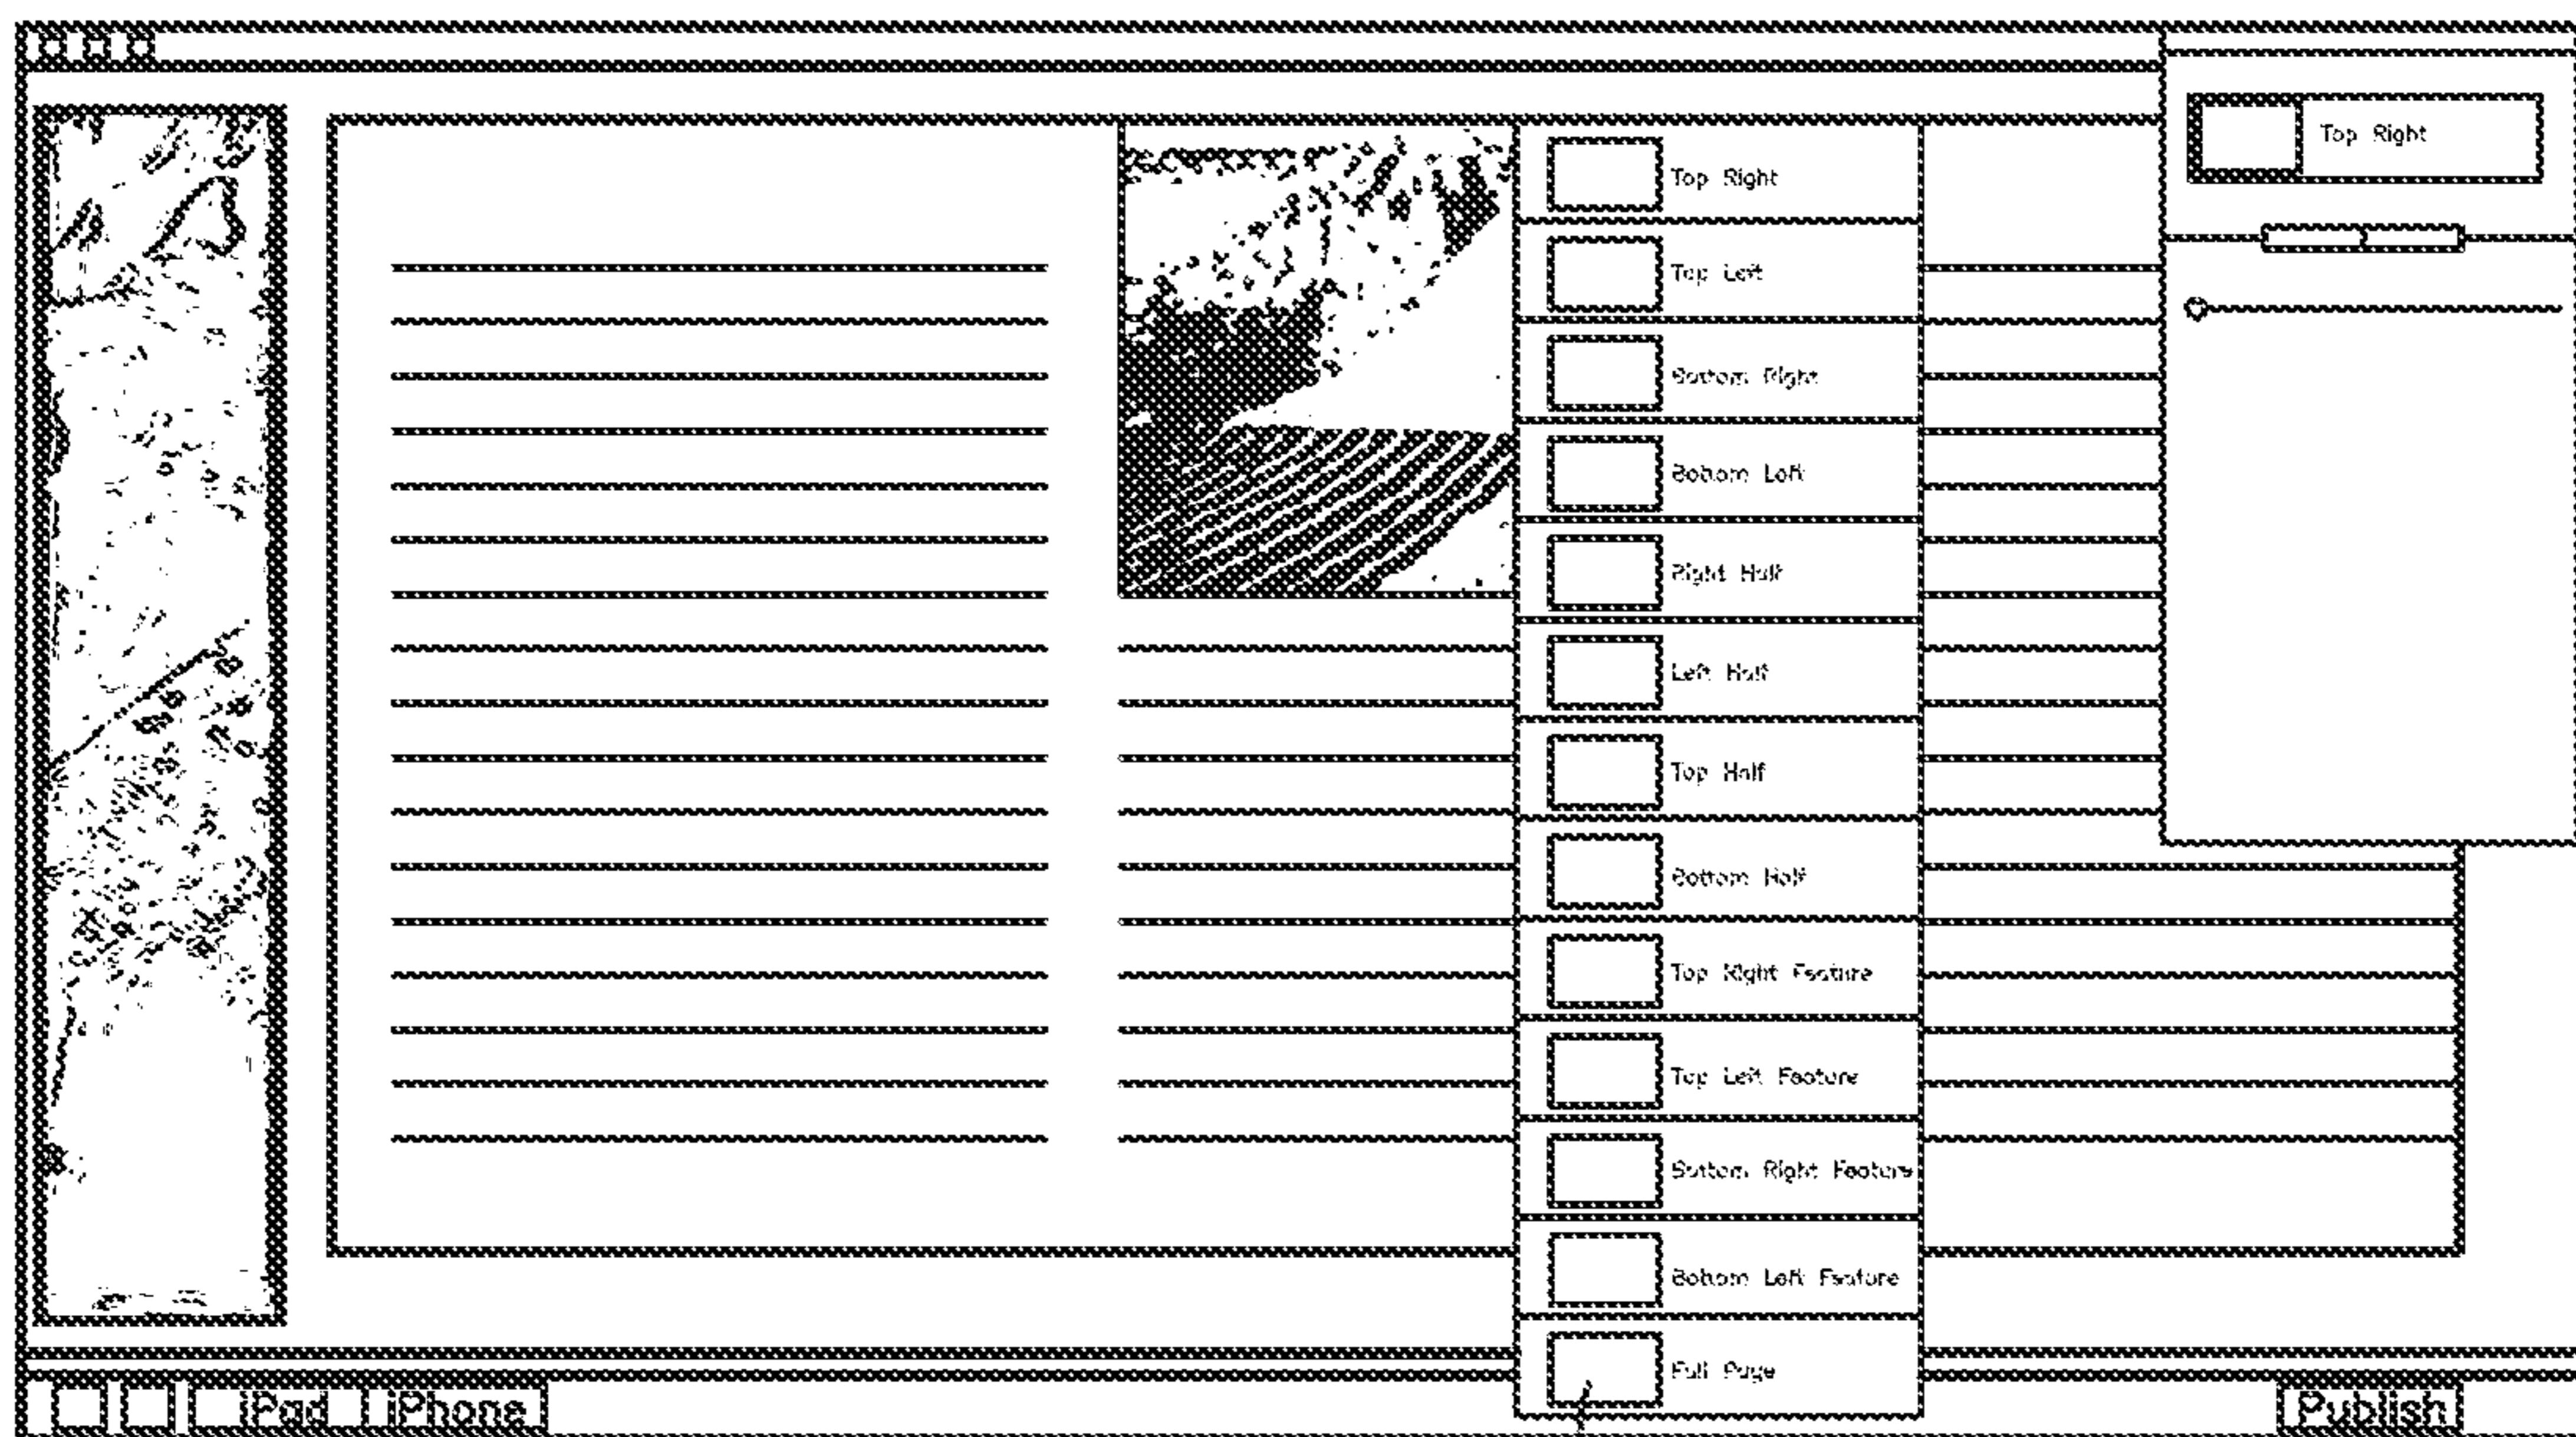 Top Right
Top Right
Top Left
Bottom Right
Bottom Left
Right Half
Left Half
Top Half
Bottom Half
Top Right Feature
Top Left Feature
Bottom Right Feature
Bottom Left Feature
Full Page
iPad iPhone
Publish